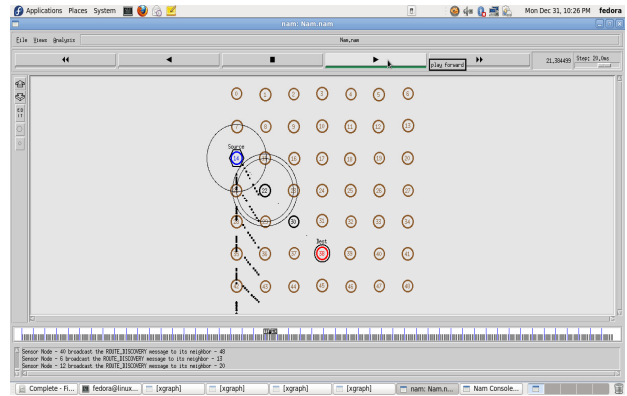 Applications Places System Mon Dec 31, 10:26 PM fedora
nam: Nam.nam
File Views Analysis Nam.nam
play forward 21.384499 Step: 20.0ms
0 1 2 3 4 5 6
7 8 9 10 11 12 13
Source
14 16 17 18 19 20
22 24 25 26 27
29 30 31 32 33 34
Dest
35 36 37 38 39 40 41
42 43 44 45 46 47 48
Sensor Node - 40 broadcast the ROUTE_DISCOVERY message to its neighbor - 48
Sensor Node - 6 broadcast the ROUTE_DISCOVERY message to its neighbor - 13
Sensor Node - 12 broadcast the ROUTE_DISCOVERY message to its neighbor - 20
Complete - Fi... fedora@linux... [xgraph] [xgraph] [xgraph] [xgraph] nam: Nam.n... Nam Console...